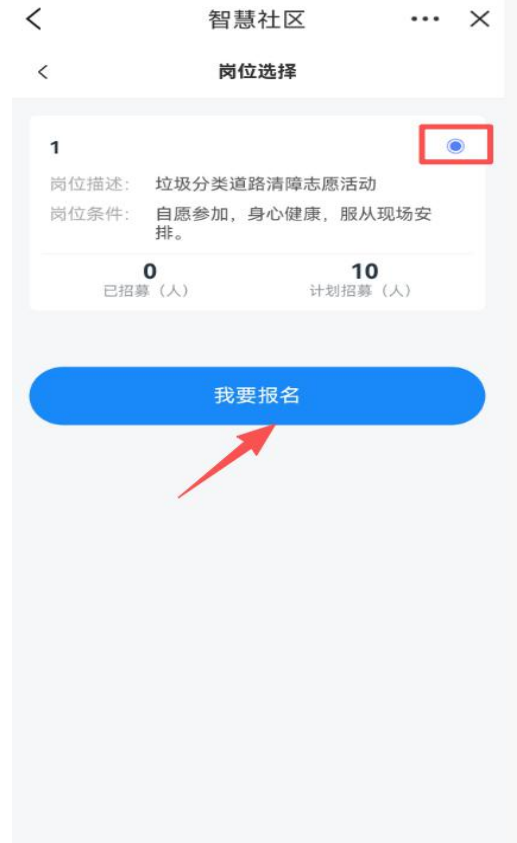 智慧社区
岗位选择
1
岗位描述： 垃圾分类道路清障志愿活动
岗位条件： 自愿参加，身心健康，服从现场安
排。
0 10
已招募（人） 计划招募（人）
我要报名